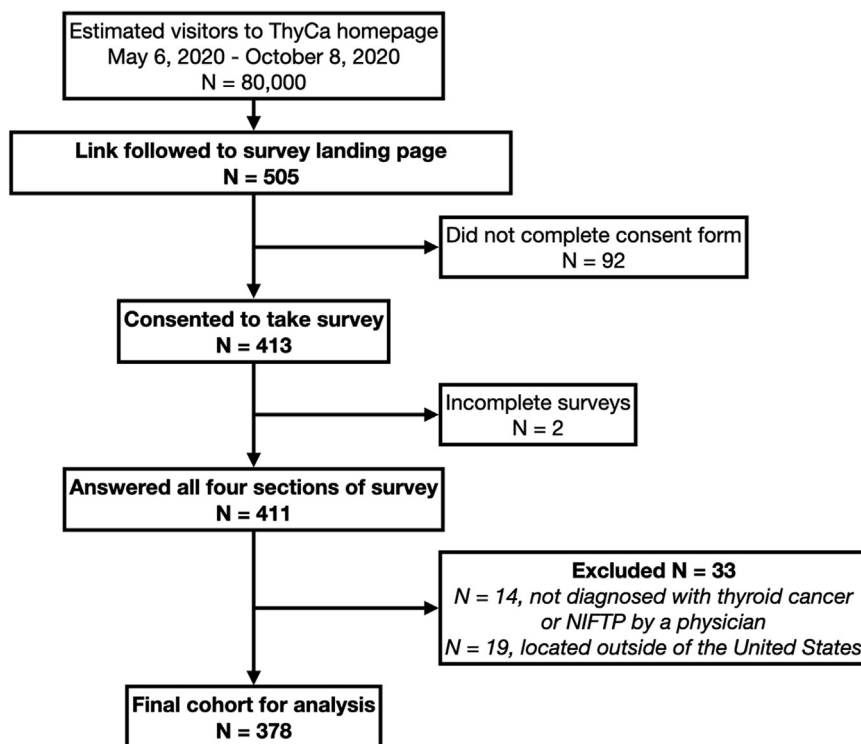 Estimated visitors to ThyCa homepage
May 6, 2020 - October 8, 2020
N = 80,000
Link followed to survey landing page
N = 505
Did not complete consent form
N = 92
Consented to take survey
N = 413
Incomplete surveys
N = 2
Answered all four sections of survey
N = 411
Excluded N = 33
N = 14, not diagnosed with thyroid cancer
or NIFTP by a physician
N = 19, located outside of the United States
Final cohort for analysis
N = 378